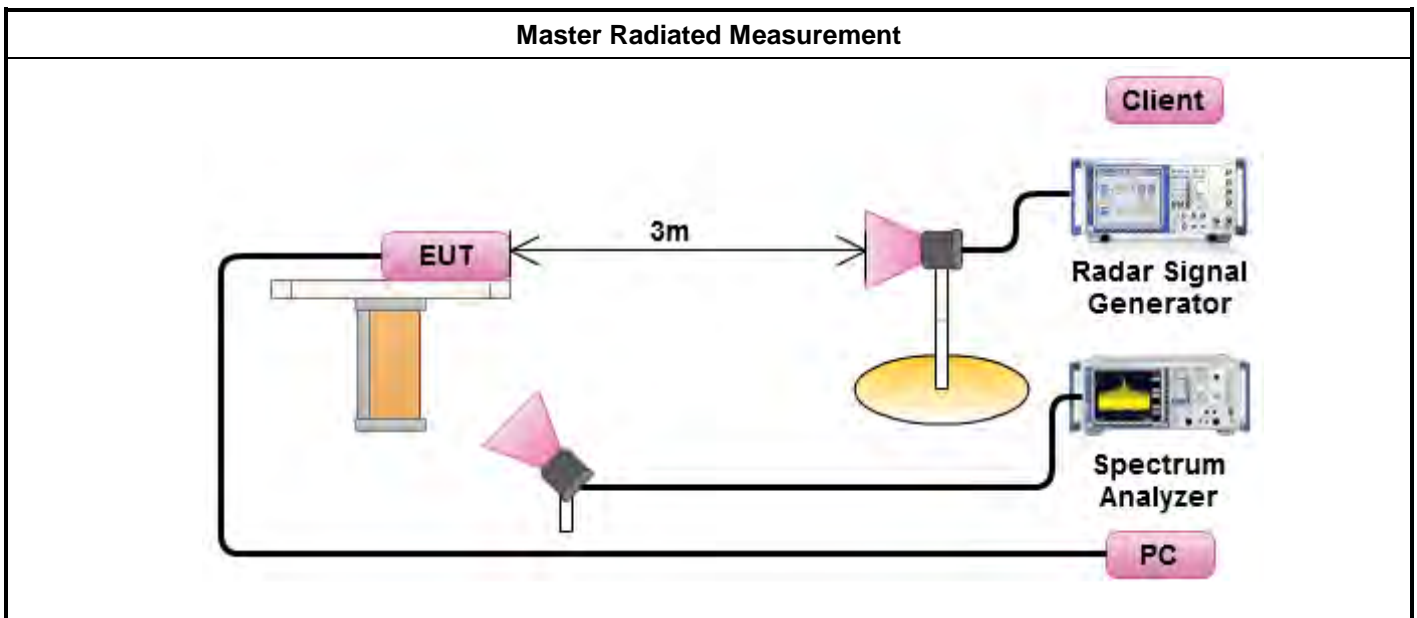 Master Radiated Measurement
Client
3m
EUT
Radar Signal
Generator
Spectrum
Analyzer
PC